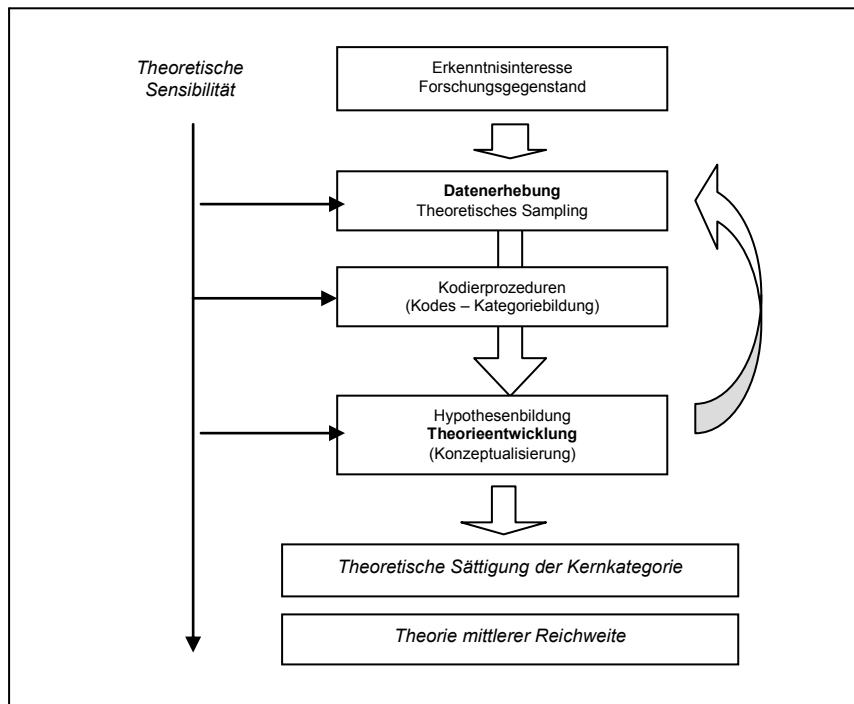 Theoretische
Sensibilität
Erkenntnisinteresse
Forschungsgegenstand
Datenerhebung
Theoretisches Sampling
Kodierprozeduren
(Kodes – Kategoriebildung)
Hypothesenbildung
Theorieentwicklung
(Konzeptualisierung)
Theoretische Sättigung der Kernkategorie
Theorie mittlerer Reichweite